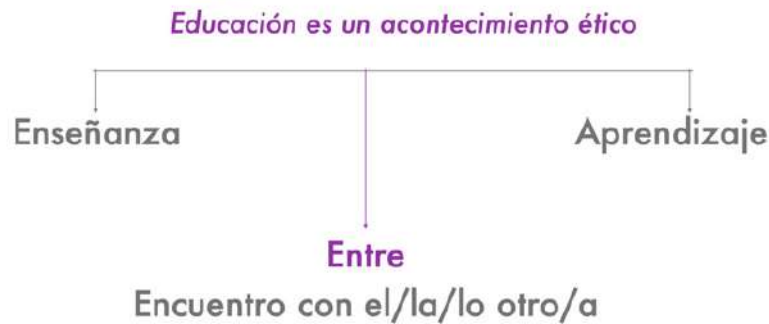 Educación es un acontecimiento ético
Enseñanza
Aprendizaje
Entre
Encuentro con el/la/lo otro/a